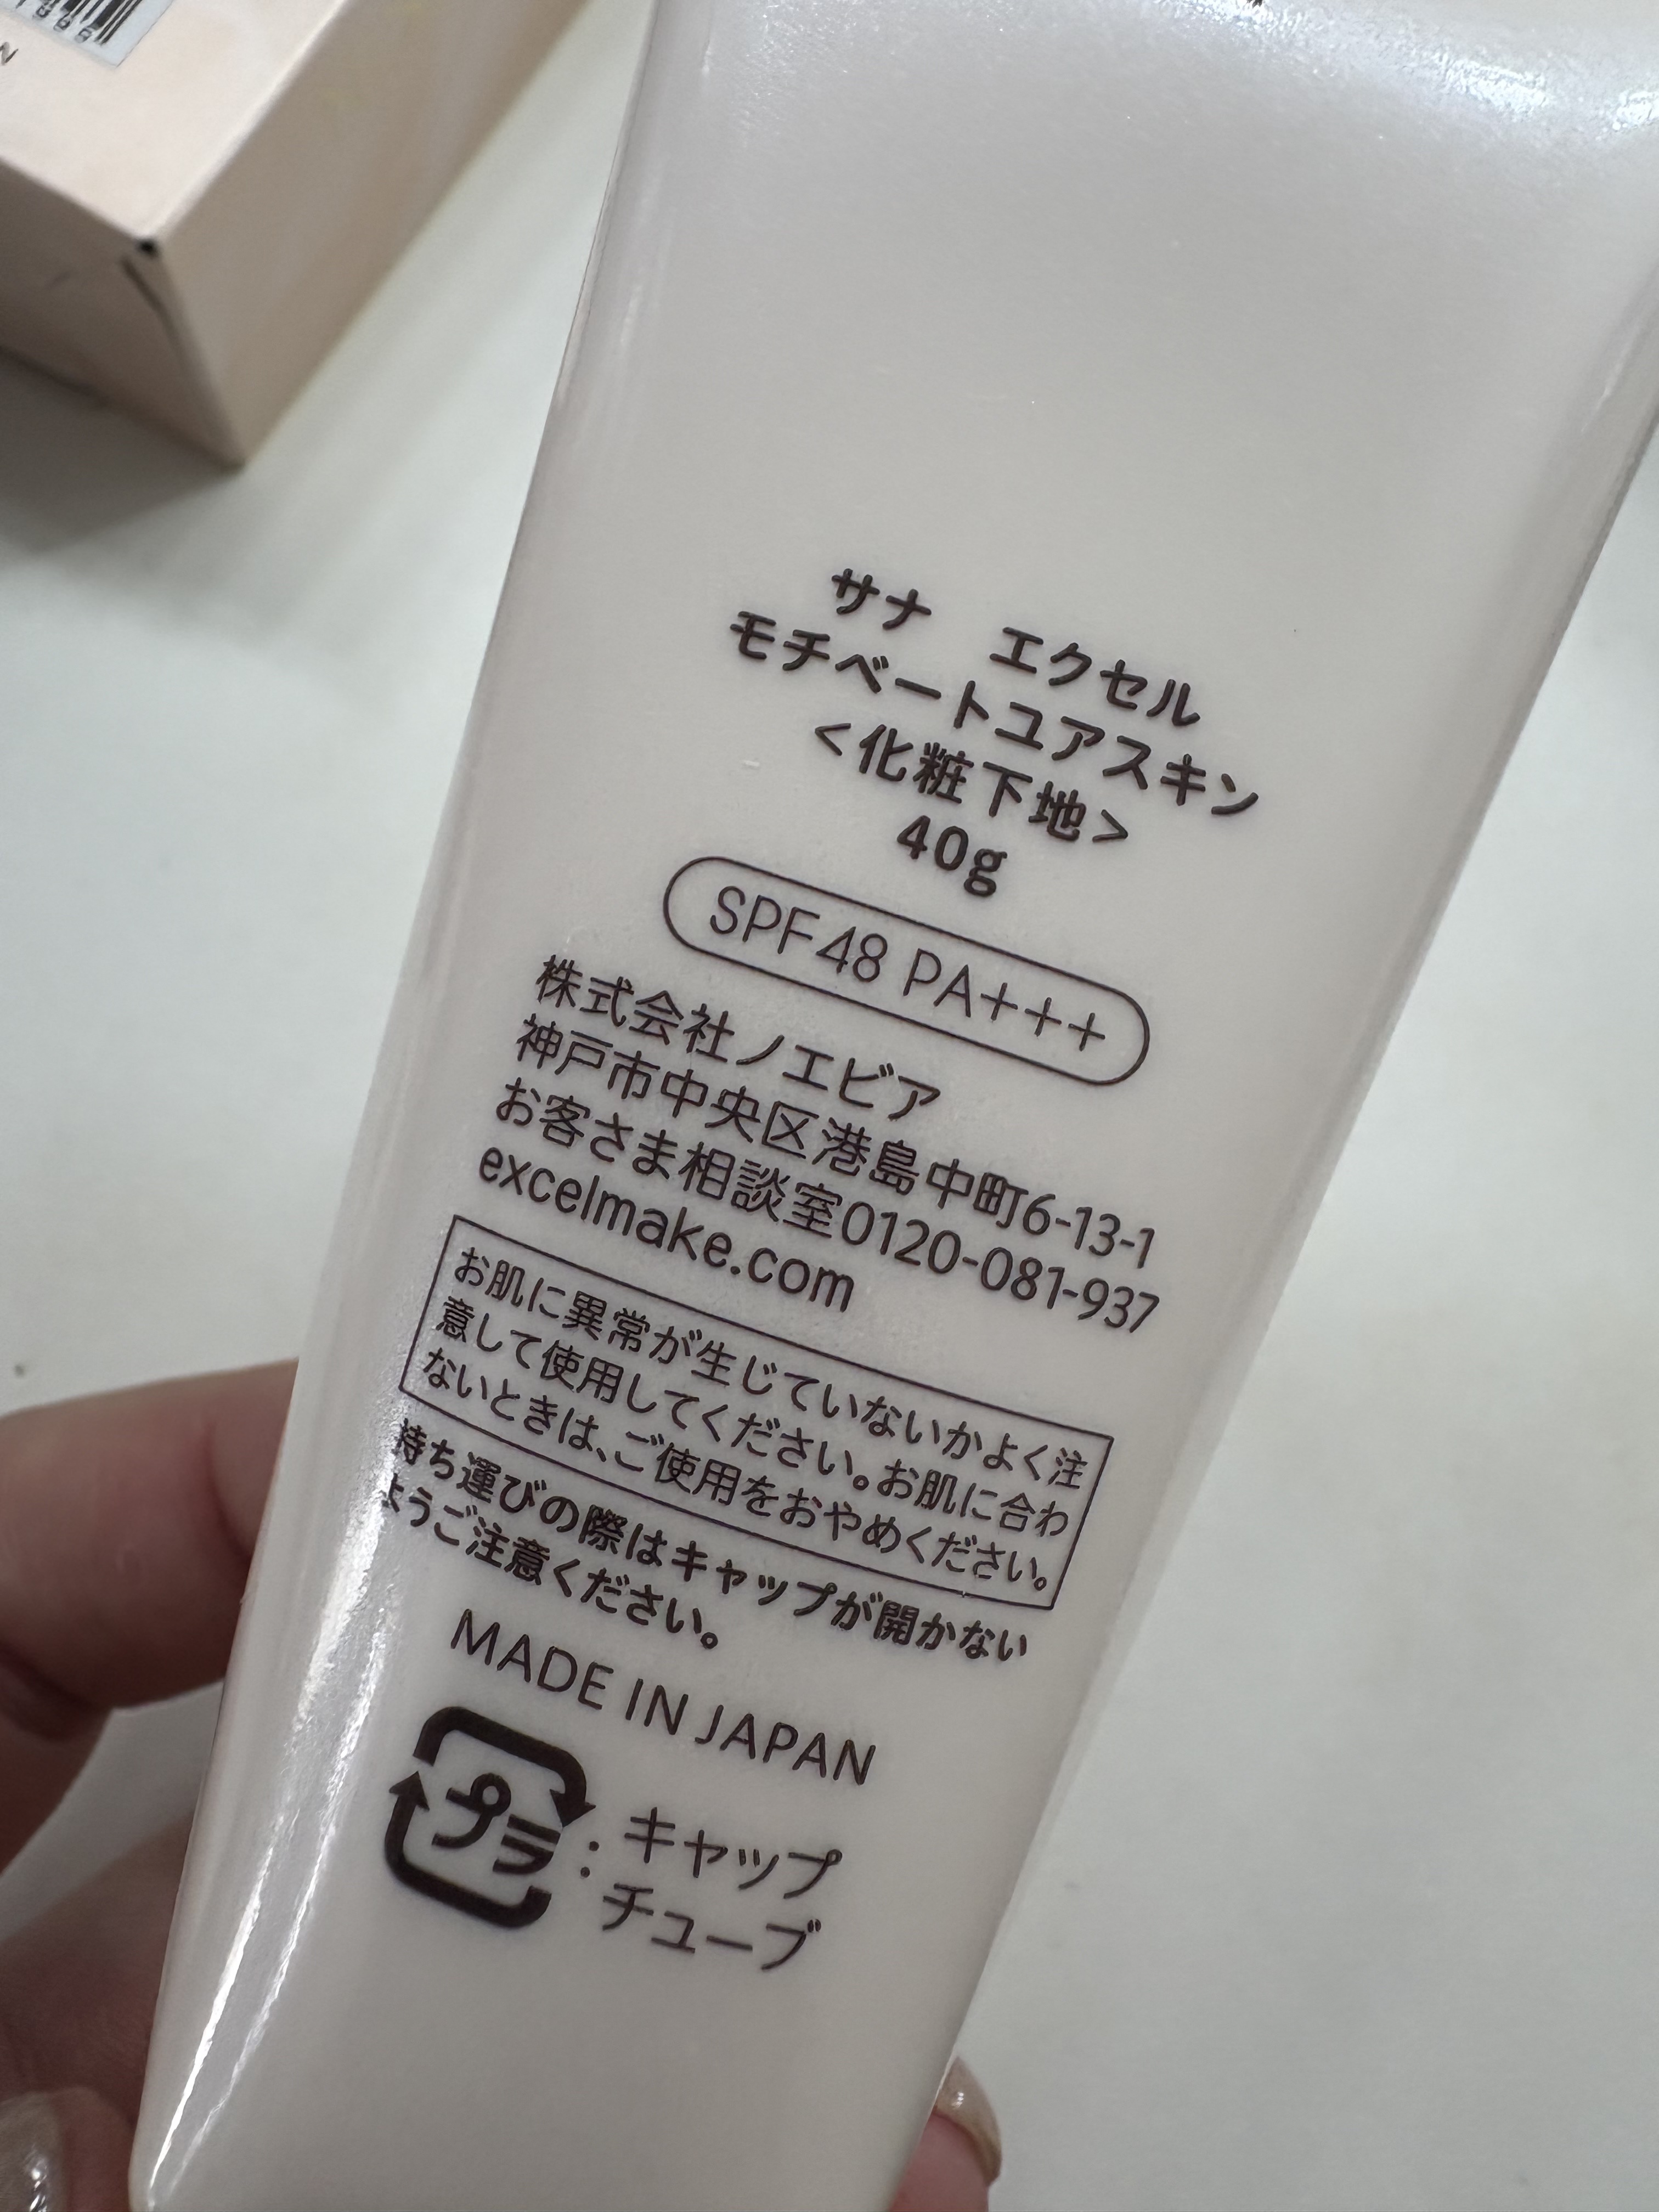 サナ エクセル
モチベートユアスキン
<化粧下地>
40g
SPF48 PA+++
株式会社ノエビア
神戸市中央区港島中町6-13-1
お客さま相談室0120-081-937
excelmake.com
お肌に異常が生じていないかよく注
意して使用してください。お肌に合わ
ないときは、ご使用をおやめください。
持ち運びの際はキャップが開かない
ようご注意ください。
MADE IN JAPAN
プラ : キャップ
チューブ